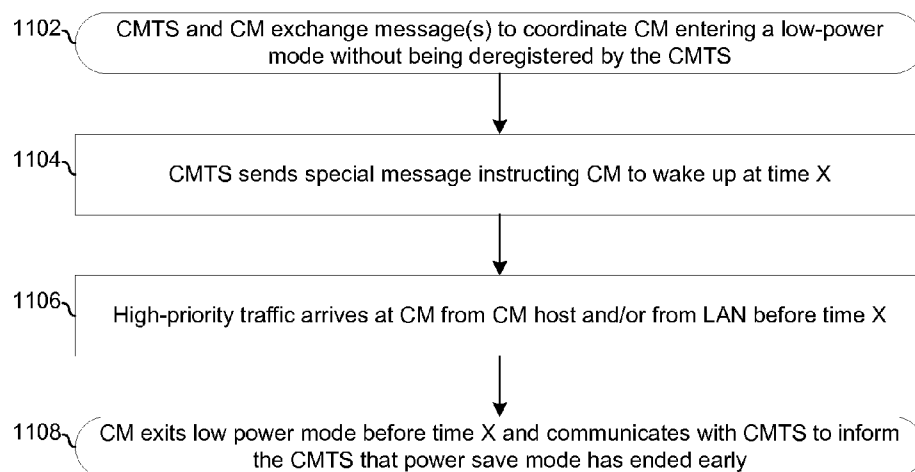 1102
CMTS and CM exchange message(s) to coordinate CM entering a low-power
mode without being deregistered by the CMTS
1104
CMTS sends special message instructing CM to wake up at time X
1106
High-priority traffic arrives at CM from CM host and/or from LAN before time X
1108
CM exits low power mode before time X and communicates with CMTS to inform
the CMTS that power save mode has ended early